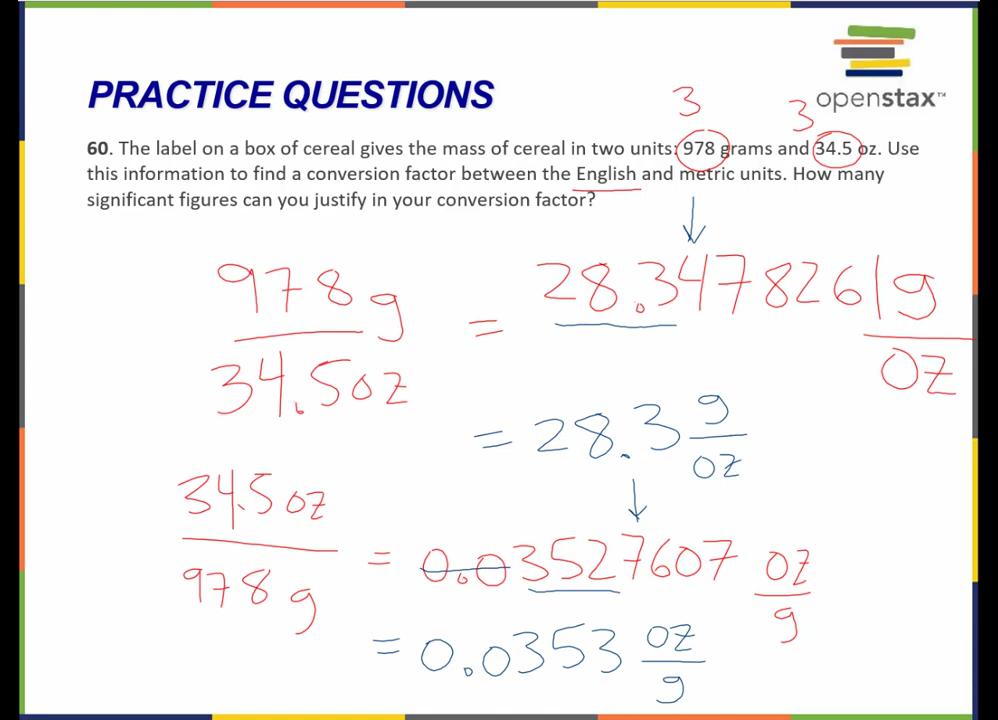 openstax™
PRACTICE QUESTIONS
3 3
60. The label on a box of cereal gives the mass of cereal in two units: 978 grams and 34.5 oz. Use
this information to find a conversion factor between the English and metric units. How many
significant figures can you justify in your conversion factor?
978 g / 34.5 oz = 28.3478261 g / oz
= 28.3 g / oz
34.5 oz / 978 g = 0.03527607 oz / g
= 0.0353 oz / g